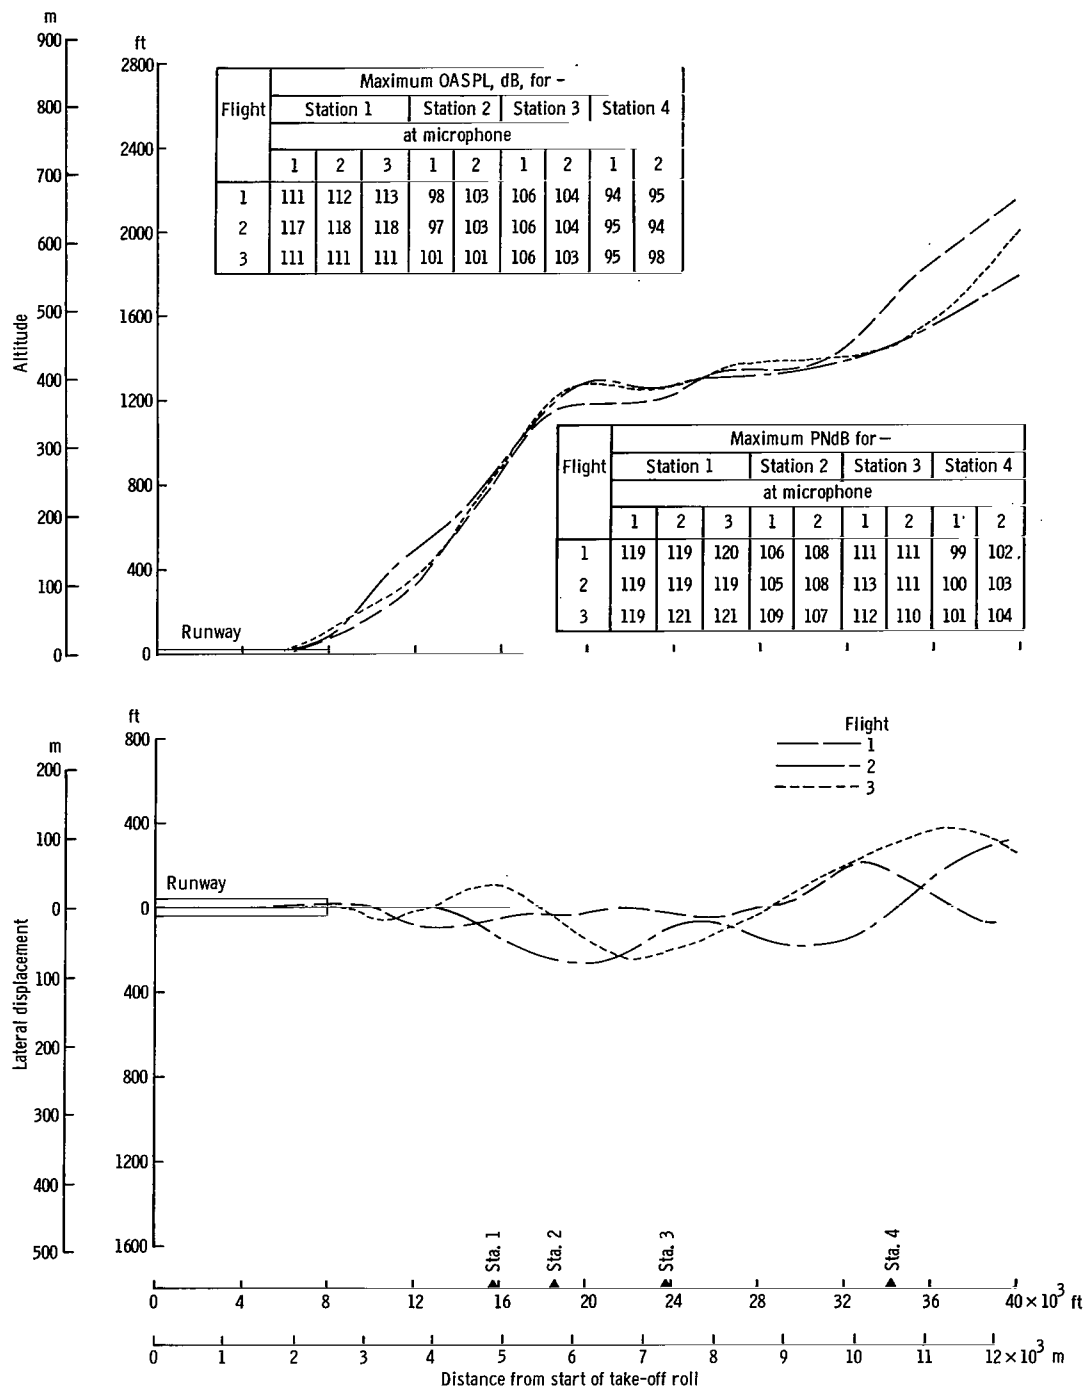 m
900
800
700
600
500
400
300
200
100
0
Altitude
ft
2800
2400
2000
1600
1200
800
400
0
Maximum OASPL, dB, for –
Flight Station 1 Station 2 Station 3 Station 4
at microphone
1 2 3 1 2 1 2 1 2
1 111 112 113 98 103 106 104 94 95
2 117 118 118 97 103 106 104 95 94
3 111 111 111 101 101 106 103 95 98
Maximum PNdB for –
Flight Station 1 Station 2 Station 3 Station 4
at microphone
1 2 3 1 2 1 2 1 2
1 119 119 120 106 108 111 111 99 102
2 119 119 119 105 108 113 111 100 103
3 119 121 121 109 107 112 110 101 104
Runway
m
200
100
0
100
200
300
400
500
Lateral displacement
ft
800
400
0
400
800
1200
1600
Flight
1
2
3
Runway
Sta. 1
Sta. 2
Sta. 3
Sta. 4
0 4 8 12 16 20 24 28 32 36 40×10³ ft
0 1 2 3 4 5 6 7 8 9 10 11 12×10³ m
Distance from start of take-off roll